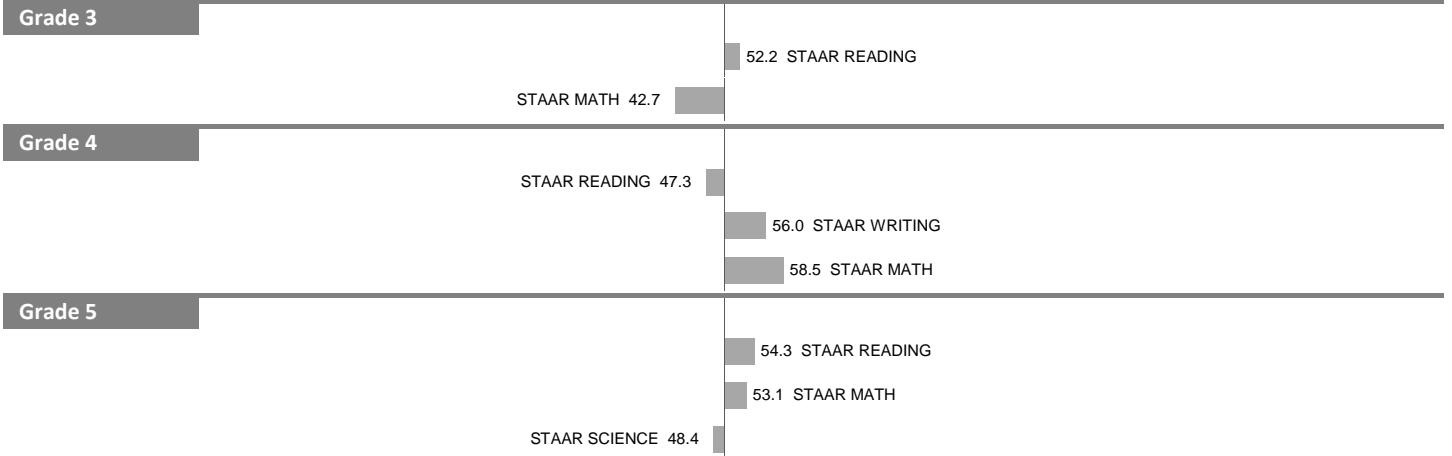 Grade 3
52.2 STAAR READING
STAAR MATH 42.7
Grade 4
STAAR READING 47.3
56.0 STAAR WRITING
58.5 STAAR MATH
Grade 5
54.3 STAAR READING
53.1 STAAR MATH
STAAR SCIENCE 48.4